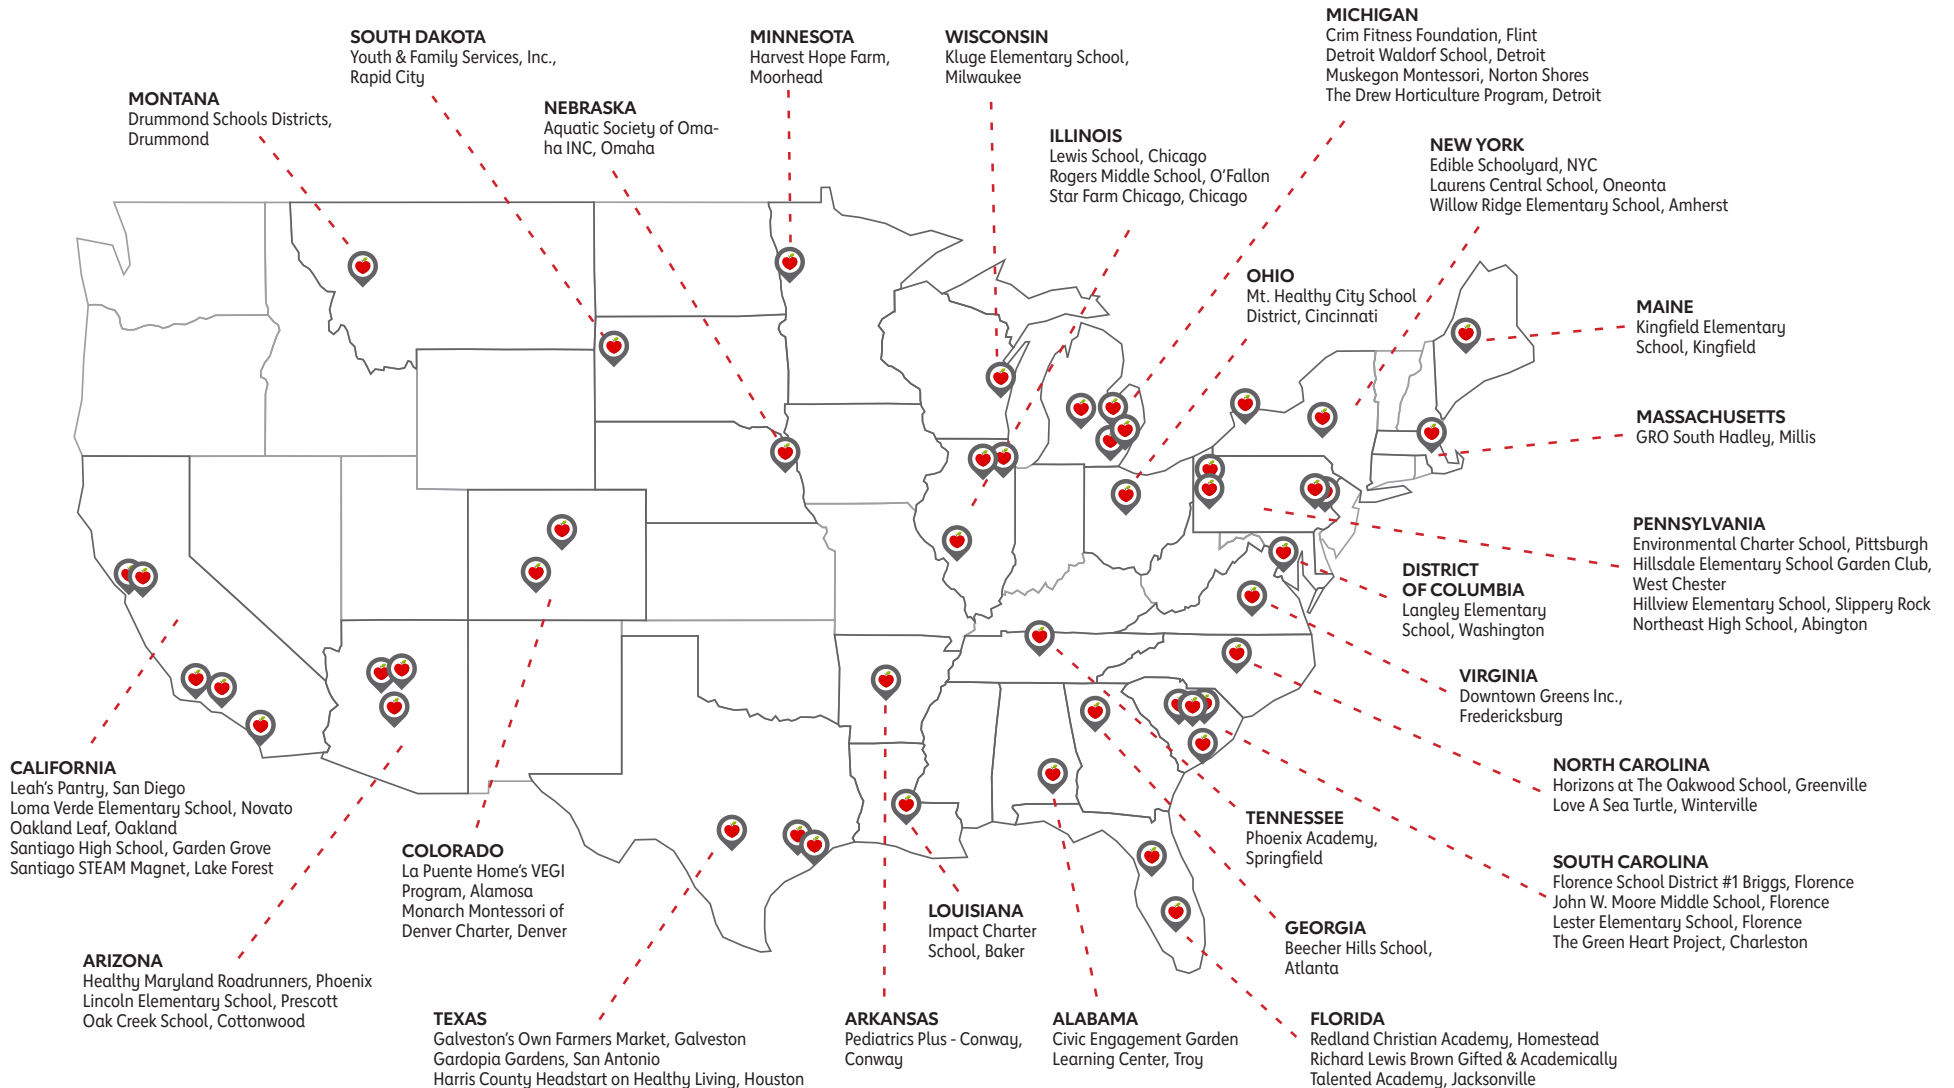 MICHIGAN
Crim Fitness Foundation, Flint
Detroit Waldorf School, Detroit
Muskegon Montessori, Norton Shores
The Drew Horticulture Program, Detroit
SOUTH DAKOTA
Youth & Family Services, Inc.,
Rapid City
MINNESOTA
Harvest Hope Farm,
Moorhead
WISCONSIN
Kluge Elementary School,
Milwaukee
MONTANA
Drummond Schools Districts,
Drummond
NEBRASKA
Aquatic Society of Oma-
ha INC, Omaha
ILLINOIS
Lewis School, Chicago
Rogers Middle School, O'Fallon
Star Farm Chicago, Chicago
NEW YORK
Edible Schoolyard, NYC
Laurens Central School, Oneonta
Willow Ridge Elementary School, Amherst
OHIO
Mt. Healthy City School
District, Cincinnati
MAINE
Kingfield Elementary
School, Kingfield
MASSACHUSETTS
GRO South Hadley, Millis
PENNSYLVANIA
Environmental Charter School, Pittsburgh
Hillsdale Elementary School Garden Club,
West Chester
Hillview Elementary School, Slippery Rock
Northeast High School, Abington
DISTRICT
OF COLUMBIA
Langley Elementary
School, Washington
VIRGINIA
Downtown Greens Inc.,
Fredericksburg
NORTH CAROLINA
Horizons at The Oakwood School, Greenville
Love A Sea Turtle, Winterville
CALIFORNIA
Leah's Pantry, San Diego
Loma Verde Elementary School, Novato
Oakland Leaf, Oakland
Santiago High School, Garden Grove
Santiago STEAM Magnet, Lake Forest
COLORADO
La Puente Home's VEGI
Program, Alamosa
Monarch Montessori of
Denver Charter, Denver
TENNESSEE
Phoenix Academy,
Springfield
SOUTH CAROLINA
Florence School District #1 Briggs, Florence
John W. Moore Middle School, Florence
Lester Elementary School, Florence
The Green Heart Project, Charleston
LOUISIANA
Impact Charter
School, Baker
GEORGIA
Beecher Hills School,
Atlanta
ARIZONA
Healthy Maryland Roadrunners, Phoenix
Lincoln Elementary School, Prescott
Oak Creek School, Cottonwood
TEXAS
Galveston's Own Farmers Market, Galveston
Gardopia Gardens, San Antonio
Harris County Headstart on Healthy Living, Houston
ARKANSAS
Pediatrics Plus - Conway,
Conway
ALABAMA
Civic Engagement Garden
Learning Center, Troy
FLORIDA
Redland Christian Academy, Homestead
Richard Lewis Brown Gifted & Academically
Talented Academy, Jacksonville